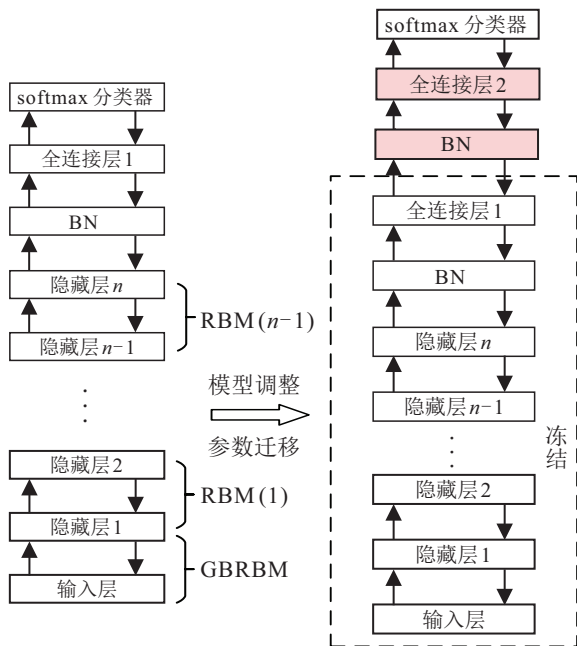 softmax 分类器
全连接层1
BN
隐藏层n
隐藏层n-1
⋮
隐藏层2
隐藏层1
输入层
RBM(n-1)
RBM(1)
GBRBM
模型调整
参数迁移
softmax 分类器
全连接层2
BN
全连接层1
BN
隐藏层n
隐藏层n-1
⋮
隐藏层2
隐藏层1
输入层
冻结